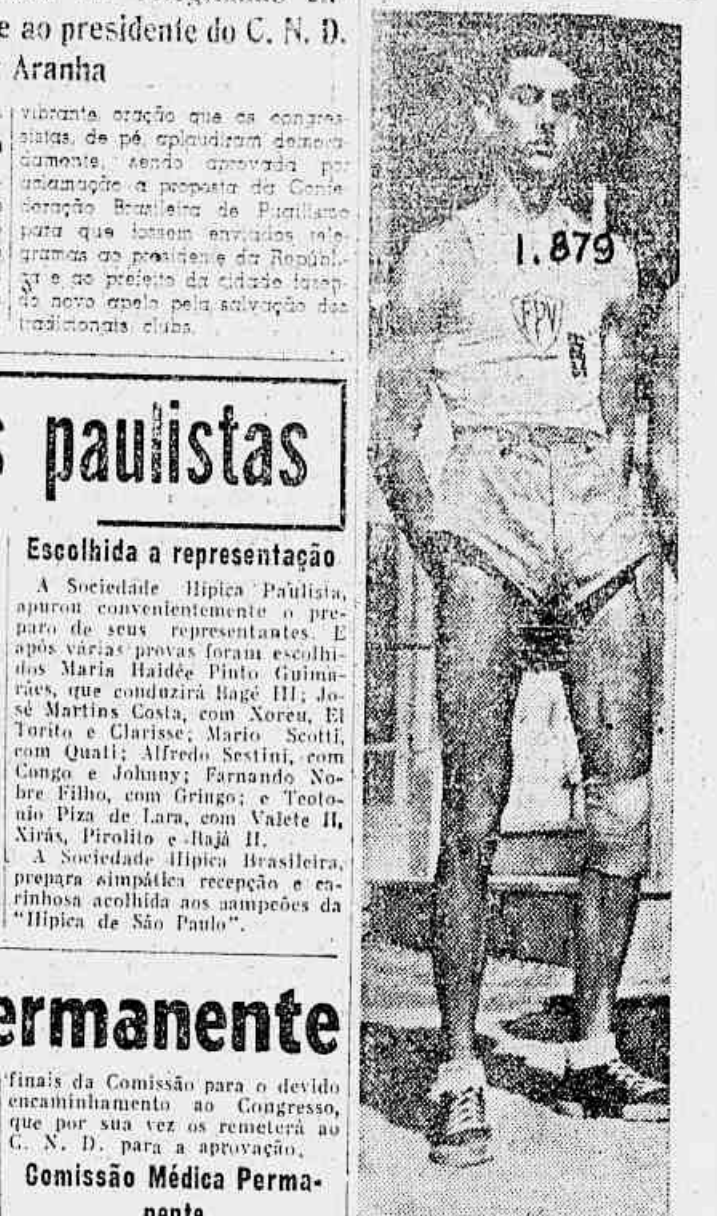 e ao presidente do C. N. D.
Aranha
vibrante oração que os congres-
sistas, de pé, aplaudiram demora-
damente, sendo aprovada por
aclamação a proposta da Confe-
deração Brasileira de Pugilismo
para que fossem enviados tele-
gramas ao presidente da Repúbli-
ca e ao prefeito da cidade fazen-
do novo apelo pela salvação dos
tradicionais clubs.
s paulistas
Escolhida a representação
A Sociedade Hipica Paulista,
apurou convenientemente o pre-
paro de seus representantes. E
após várias provas foram escolhi-
dos Maria Haidée Pinto Guima-
rães, que conduzirá Bagé III; Jo-
sé Martins Costa, com Xoreu, El
Torito e Clarisse; Mario Scotti,
com Quati; Alfredo Sestini, com
Congo e Johnny; Farnando No-
bre Filho, com Gringo; e Teoto-
nio Piza de Lara, com Valete II,
Xirás, Pirolito e Rajá II.
A Sociedade Hipica Brasileira,
prepara simpática recepção e ca-
rinhosa acolhida aos aampeões da
"Hipica de São Paulo".
ermanente
finais da Comissão para o devido
encaminhamento ao Congresso,
que por sua vez os remeterá ao
C. N. D. para a aprovação.
Comissão Médica Perma-
nente
1.879
FPV